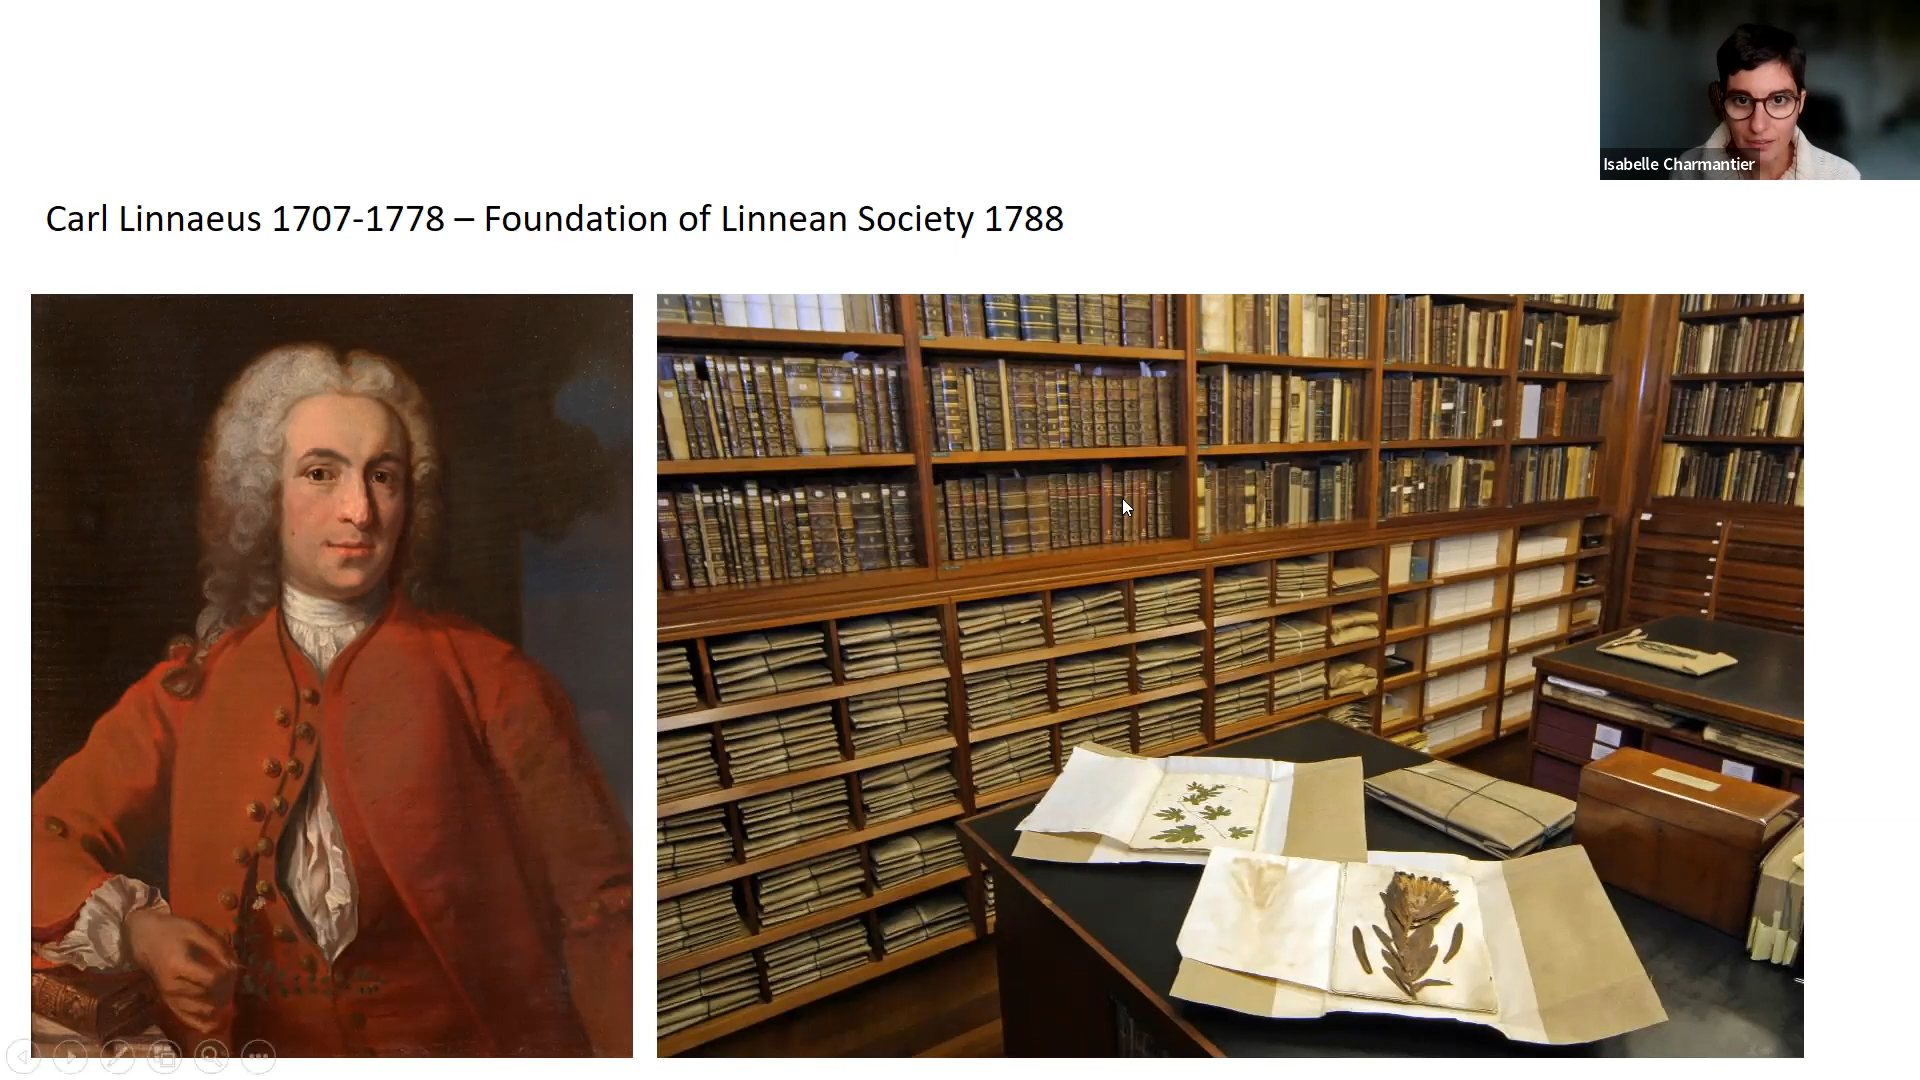 Isabelle Charmantier
Carl Linnaeus 1707-1778 – Foundation of Linnean Society 1788